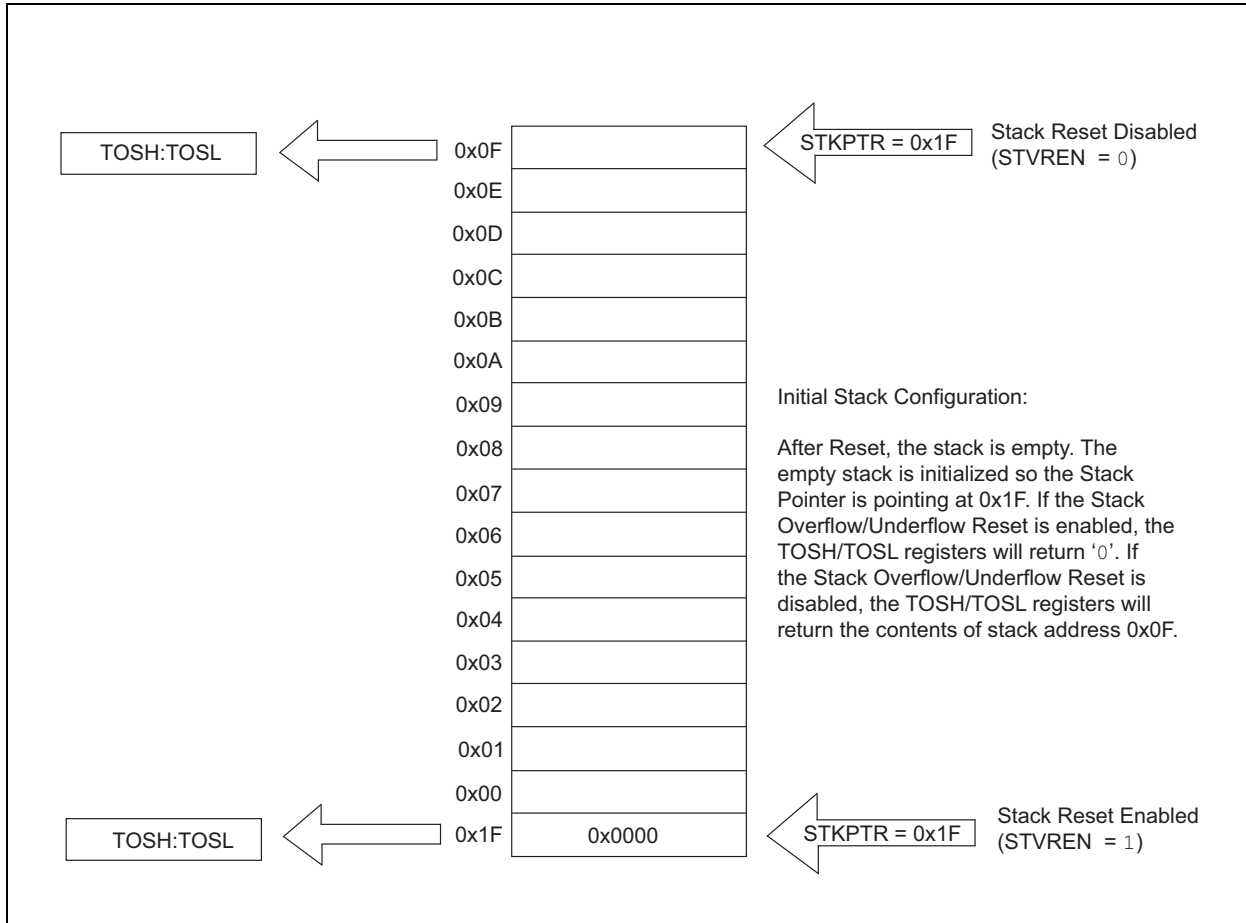 TOSH:TOSL
0x0F
STKPTR = 0x1F
Stack Reset Disabled
(STVREN = 0)
0x0E
0x0D
0x0C
0x0B
0x0A
0x09
0x08
0x07
0x06
0x05
0x04
0x03
0x02
0x01
0x00
Initial Stack Configuration:
After Reset, the stack is empty. The
empty stack is initialized so the Stack
Pointer is pointing at 0x1F. If the Stack
Overflow/Underflow Reset is enabled, the
TOSH/TOSL registers will return ‘0’. If
the Stack Overflow/Underflow Reset is
disabled, the TOSH/TOSL registers will
return the contents of stack address 0x0F.
TOSH:TOSL
0x1F
0x0000
STKPTR = 0x1F
Stack Reset Enabled
(STVREN = 1)